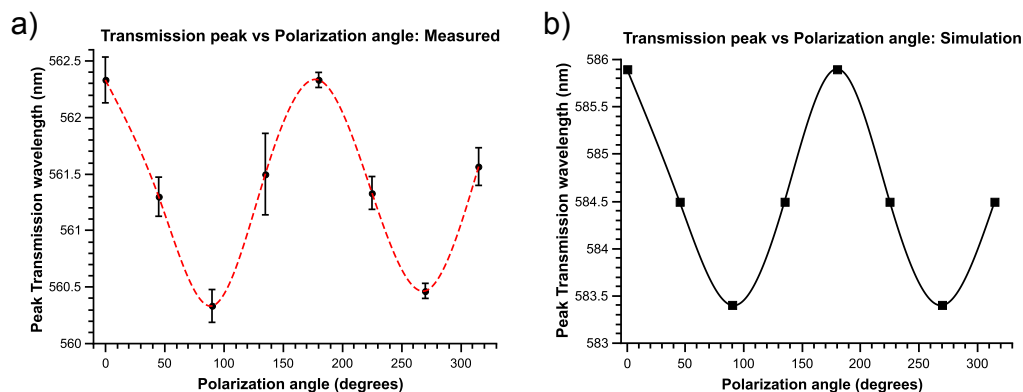 a)
Transmission peak vs Polarization angle: Measured
Peak Transmission wavelength (nm)
562.5
562
561.5
561
560.5
560
0 50 100 150 200 250 300
Polarization angle (degrees)
b)
Transmission peak vs Polarization angle: Simulation
Peak Transmission wavelength (nm)
586
585.5
585
584.5
584
583.5
583
0 50 100 150 200 250 300
Polarization angle (degrees)